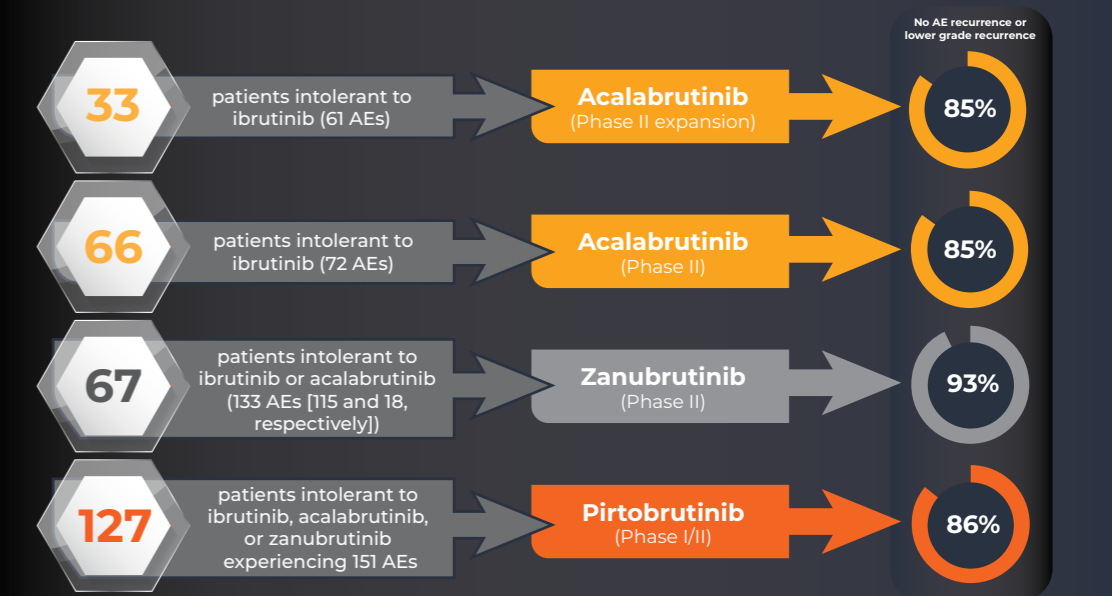 No AE recurrence or
lower grade recurrence
33
patients intolerant to
ibrutinib (61 AEs)
Acalabrutinib
(Phase II expansion)
85%
66
patients intolerant to
ibrutinib (72 AEs)
Acalabrutinib
(Phase II)
85%
67
patients intolerant to
ibrutinib or acalabrutinib
(133 AEs [115 and 18,
respectively])
Zanubrutinib
(Phase II)
93%
127
patients intolerant to
ibrutinib, acalabrutinib,
or zanubrutinib
experiencing 151 AEs
Pirtobrutinib
(Phase I/II)
86%